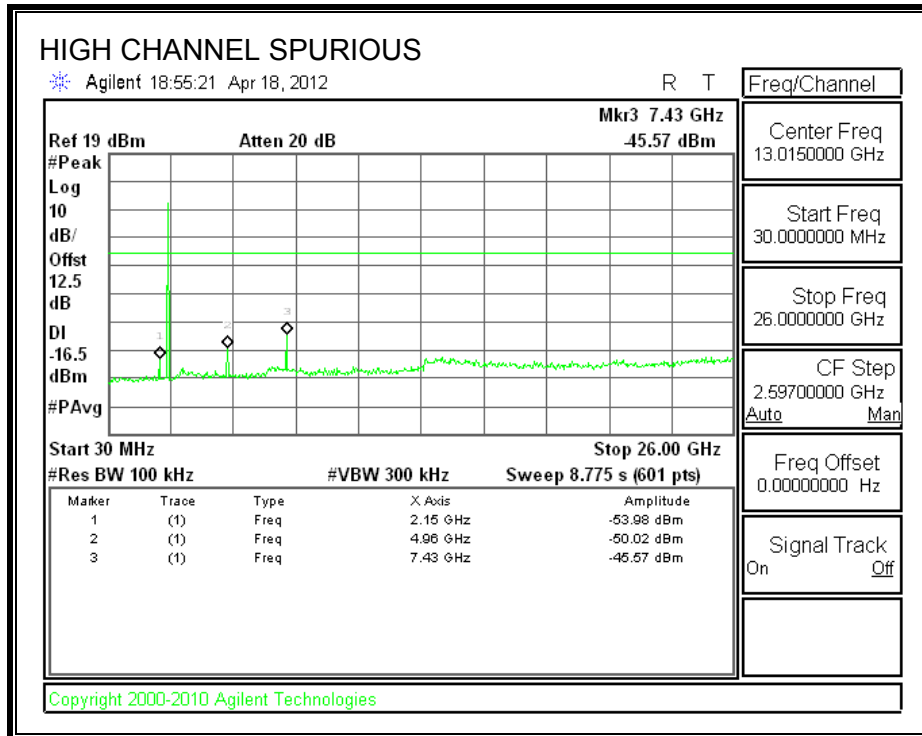 HIGH CHANNEL SPURIOUS
Agilent 18:55:21 Apr 18, 2012 R T
Freq/Channel
Mkr3 7.43 GHz
Ref 19 dBm Atten 20 dB -45.57 dBm
#Peak
Log
10
dB/
Offst
12.5
dB
DI
-16.5
dBm
#PAvg
1
2
3
Start 30 MHz Stop 26.00 GHz
#Res BW 100 kHz #VBW 300 kHz Sweep 8.775 s (601 pts)
Marker Trace Type X Axis Amplitude
1 (1) Freq 2.15 GHz -53.98 dBm
2 (1) Freq 4.96 GHz -50.02 dBm
3 (1) Freq 7.43 GHz -45.57 dBm
Center Freq
13.0150000 GHz
Start Freq
30.0000000 MHz
Stop Freq
26.0000000 GHz
CF Step
2.59700000 GHz
Auto Man
Freq Offset
0.00000000 Hz
Signal Track
On Off
Copyright 2000-2010 Agilent Technologies